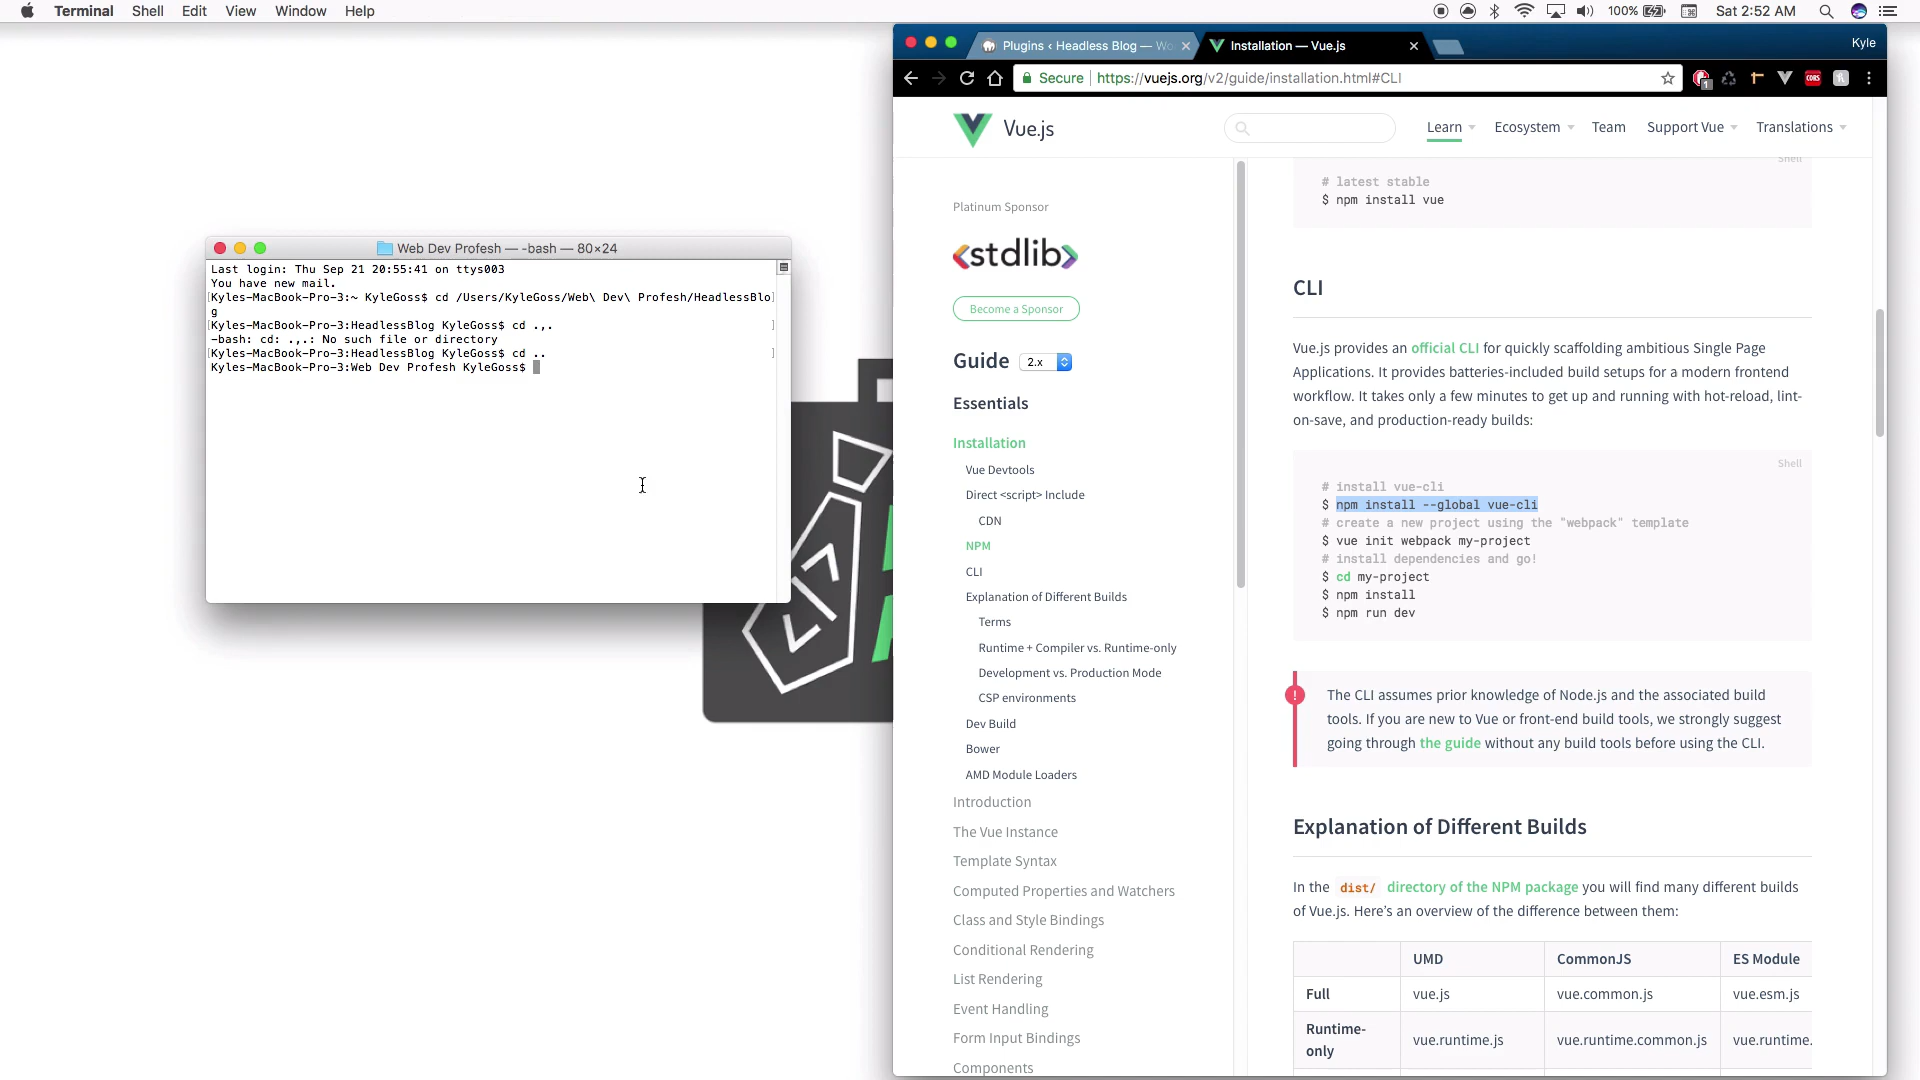 Terminal Shell Edit View Window Help
100% Sat 2:52 AM
Plugins ‹ Headless Blog — Wo
Installation — Vue.js
Kyle
Secure https://vuejs.org/v2/guide/installation.html#CLI
Vue.js
Learn Ecosystem Team Support Vue Translations
Web Dev Profesh — -bash — 80×24
Last login: Thu Sep 21 20:55:41 on ttys003
You have new mail.
[Kyles-MacBook-Pro-3:~ KyleGoss$ cd /Users/KyleGoss/Web\ Dev\ Profesh/HeadlessBlo]
g
[Kyles-MacBook-Pro-3:HeadlessBlog KyleGoss$ cd .,. ]
-bash: cd: .,.: No such file or directory
[Kyles-MacBook-Pro-3:HeadlessBlog KyleGoss$ cd .. ]
Kyles-MacBook-Pro-3:Web Dev Profesh KyleGoss$
Platinum Sponsor
<stdlib>
Become a Sponsor
Guide 2.x
Essentials
Installation
Vue Devtools
Direct <script> Include
CDN
NPM
CLI
Explanation of Different Builds
Terms
Runtime + Compiler vs. Runtime-only
Development vs. Production Mode
CSP environments
Dev Build
Bower
AMD Module Loaders
Introduction
The Vue Instance
Template Syntax
Computed Properties and Watchers
Class and Style Bindings
Conditional Rendering
List Rendering
Event Handling
Form Input Bindings
Components
Shell
# latest stable
$ npm install vue
CLI
Vue.js provides an official CLI for quickly scaffolding ambitious Single Page
Applications. It provides batteries-included build setups for a modern frontend
workflow. It takes only a few minutes to get up and running with hot-reload, lint-
on-save, and production-ready builds:
Shell
# install vue-cli
$ npm install --global vue-cli
# create a new project using the "webpack" template
$ vue init webpack my-project
# install dependencies and go!
$ cd my-project
$ npm install
$ npm run dev
!
The CLI assumes prior knowledge of Node.js and the associated build
tools. If you are new to Vue or front-end build tools, we strongly suggest
going through the guide without any build tools before using the CLI.
Explanation of Different Builds
In the dist/ directory of the NPM package you will find many different builds
of Vue.js. Here’s an overview of the difference between them:
UMD CommonJS ES Module
Full vue.js vue.common.js vue.esm.js
Runtime-
only vue.runtime.js vue.runtime.common.js vue.runtime.